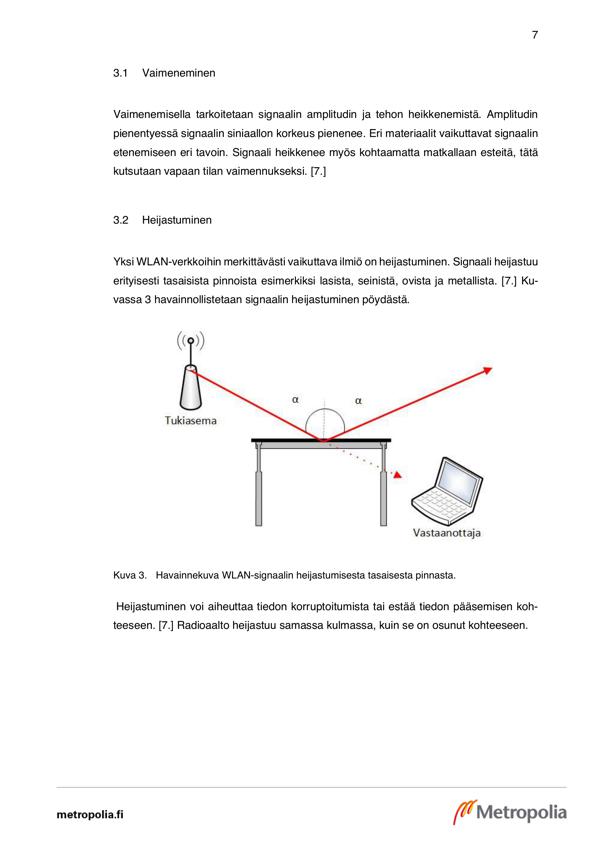 7
3.1 Vaimeneminen
Vaimenemisella tarkoitetaan signaalin amplitudin ja tehon heikkenemistä. Amplitudin
pienentyessä signaalin siniaallon korkeus pienenee. Eri materiaalit vaikuttavat signaalin
etenemiseen eri tavoin. Signaali heikkenee myös kohtaamatta matkallaan esteitä, tätä
kutsutaan vapaan tilan vaimennukseksi. [7.]
3.2 Heijastuminen
Yksi WLAN-verkkoihin merkittävästi vaikuttava ilmiö on heijastuminen. Signaali heijastuu
erityisesti tasaisista pinnoista esimerkiksi lasista, seinistä, ovista ja metallista. [7.] Ku-
vassa 3 havainnollistetaan signaalin heijastuminen pöydästä.
α α
Tukiasema
Vastaanottaja
Kuva 3. Havainnekuva WLAN-signaalin heijastumisesta tasaisesta pinnasta.
Heijastuminen voi aiheuttaa tiedon korruptoitumista tai estää tiedon pääsemisen koh-
teeseen. [7.] Radioaalto heijastuu samassa kulmassa, kuin se on osunut kohteeseen.
metropolia.fi
Metropolia